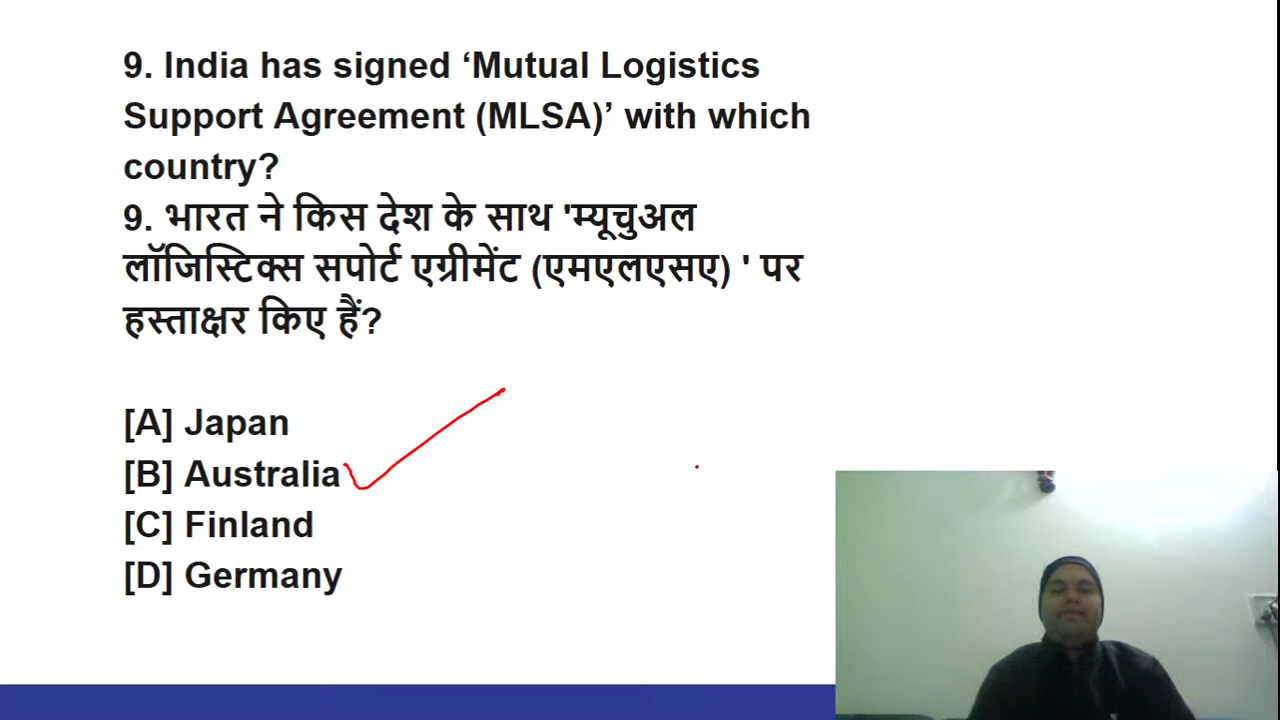 9. India has signed ‘Mutual Logistics
Support Agreement (MLSA)’ with which
country?
9. भारत ने किस देश के साथ 'म्यूचुअल
लॉजिस्टिक्स सपोर्ट एग्रीमेंट (एमएलएसए) ' पर
हस्ताक्षर किए हैं?
[A] Japan
[B] Australia
[C] Finland
[D] Germany